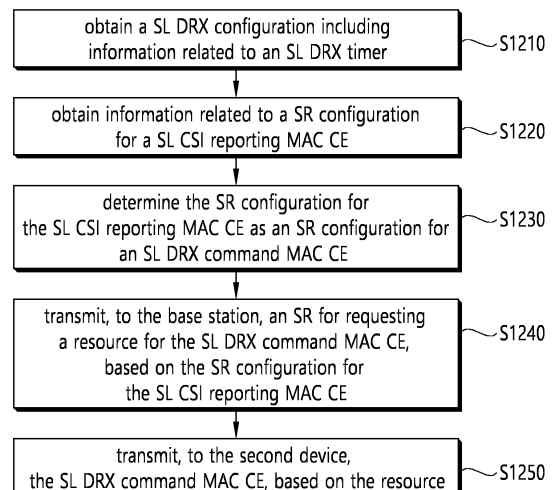 obtain a SL DRX configuration including
information related to an SL DRX timer
S1210
obtain information related to a SR configuration
for a SL CSI reporting MAC CE
S1220
determine the SR configuration for
the SL CSI reporting MAC CE as an SR configuration for
an SL DRX command MAC CE
S1230
transmit, to the base station, an SR for requesting
a resource for the SL DRX command MAC CE,
based on the SR configuration for
the SL CSI reporting MAC CE
S1240
transmit, to the second device,
the SL DRX command MAC CE, based on the resource
S1250